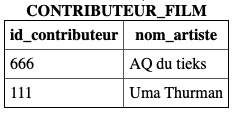 CONTRIBUTEUR_FILM
id_contributeur nom_artiste
666 AQ du tieks
111 Uma Thurman